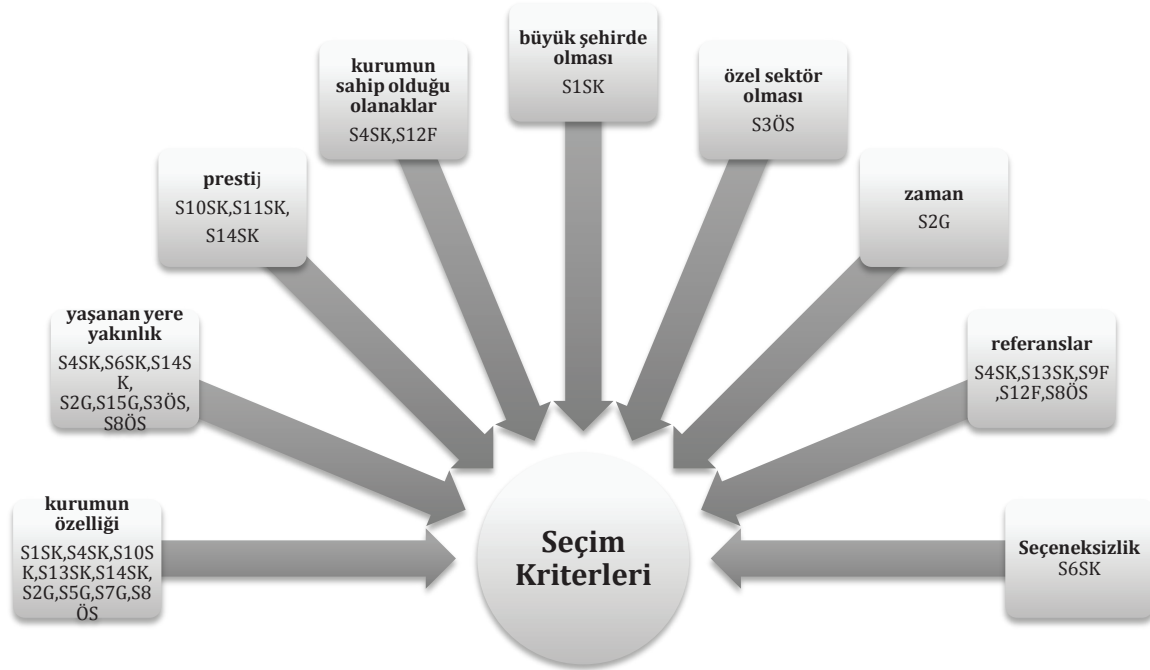 büyük şehirde
olması
S1SK
kurumun
sahip olduğu
olanaklar
S4SK,S12F
özel sektör
olması
S3ÖS
prestij
S10SK,S11SK,
S14SK
zaman
S2G
yaşanan yere
yakınlık
S4SK,S6SK,S14S
K,
S2G,S15G,S3ÖS,
S8ÖS
referanslar
S4SK,S13SK,S9F
,S12F,S8ÖS
kurumun
özelliği
S1SK,S4SK,S10S
K,S13SK,S14SK,
S2G,S5G,S7G,S8
ÖS
Seçim
Kriterleri
Seçeneksizlik
S6SK